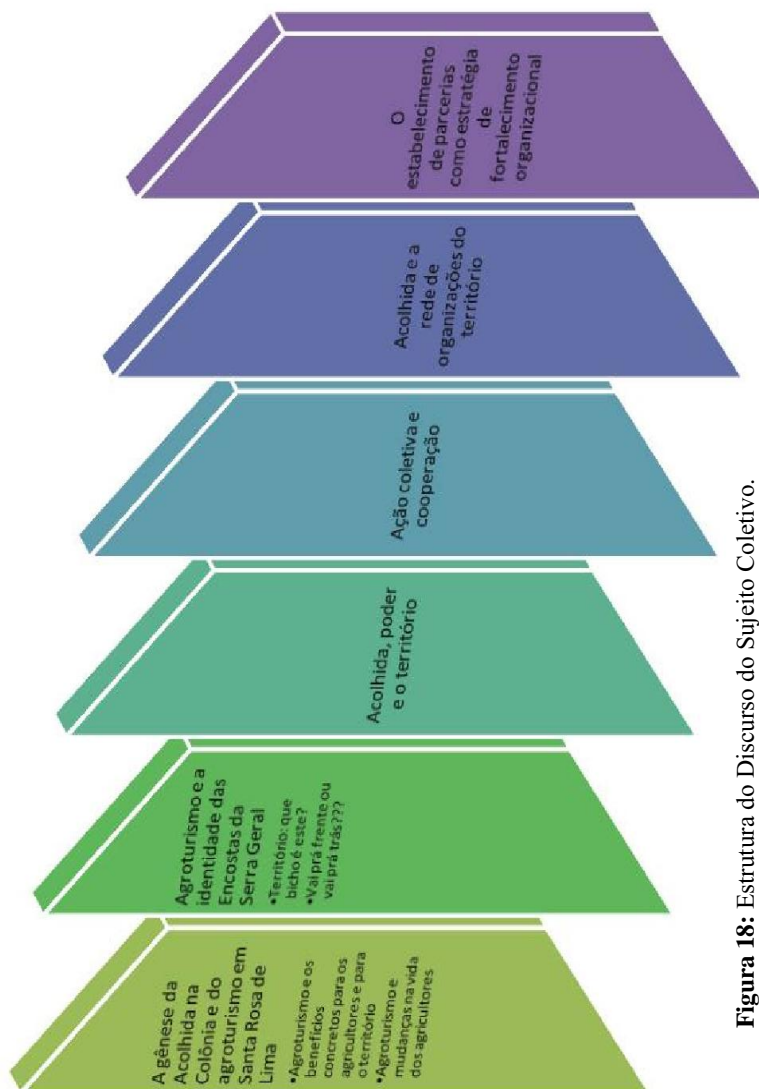 A gênese da
Acolhida na
Colônia e do
agroturismo em
Santa Rosa de
Lima
•Agroturismo e os
benefícios
concretos para os
agricultores e para
o território
•Agroturismo e
mudanças na vida
dos agricultores
Agroturismo e a
identidade das
Encostas da
Serra Geral
•Território: que
bicho é este?
•Vai prá frente ou
vai prá trás???
Acolhida, poder
e o território
Ação coletiva e
cooperação
Acolhida e a
rede de
organizações do
território
O
estabelecimento
de parcerias
como estratégia
de
fortalecimento
organizacional
Figura 18: Estrutura do Discurso do Sujeito Coletivo.